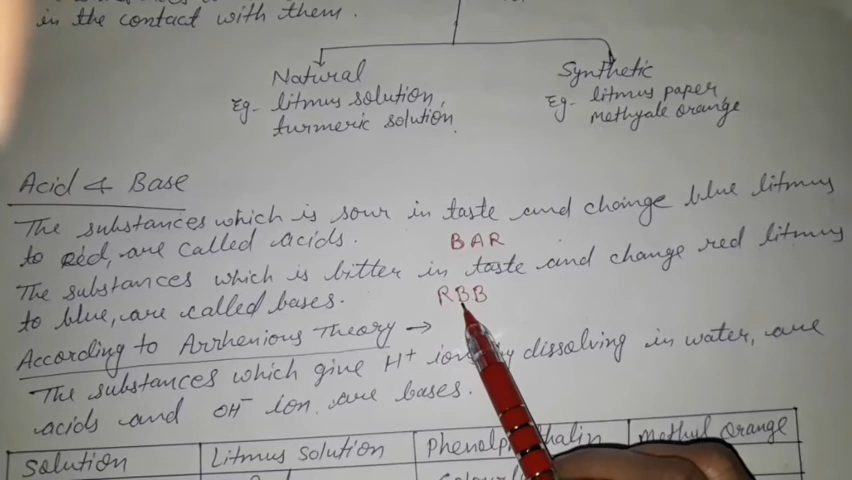 in the contact with them.
Natural
Synthetic
Eg- litmus solution,
turmeric solution.
Eg- litmus paper,
methyale orange
Acid & Base
The substances which is sour in taste and change blue litmus
to red, are called acids.
BAR
The substances which is bitter in taste and change red litmus
to blue, are called bases.
RBB
According to Arrhenious Theory →
The substances which give H+ ion by dissolving in water, are
acids and OH- ion. are bases.
Solution
Litmus solution
Methyl orange